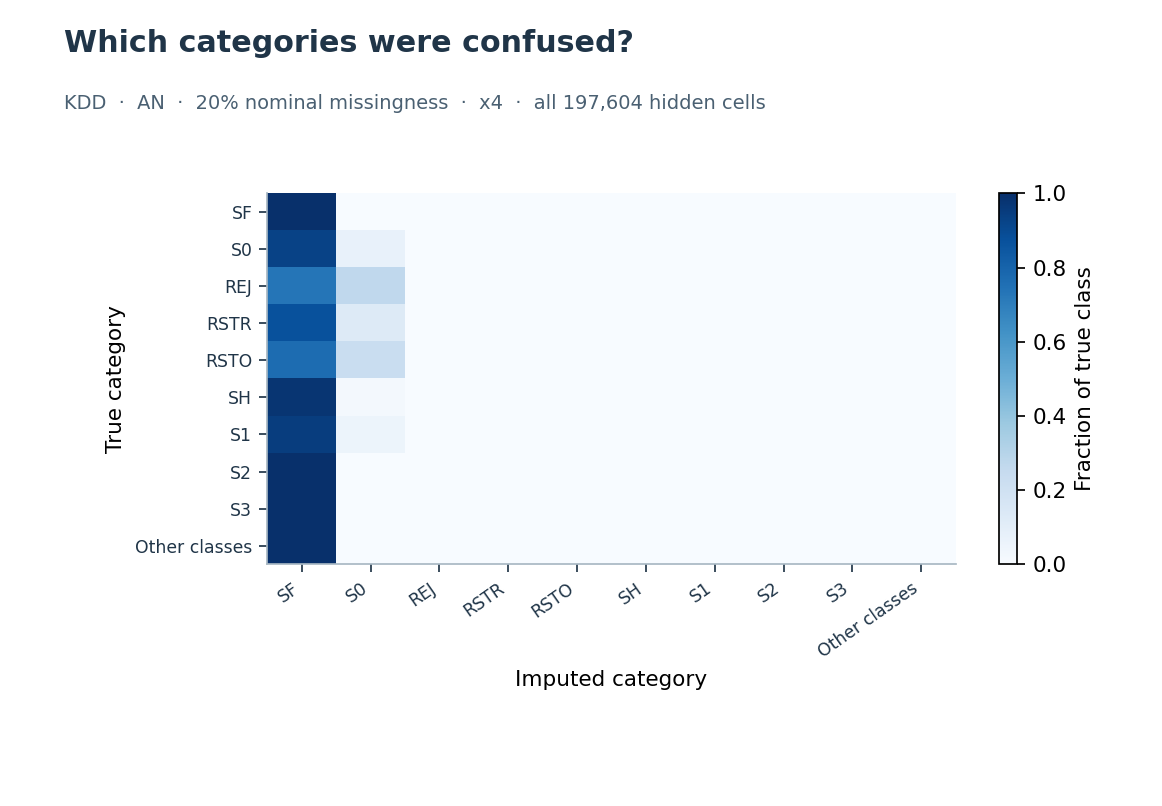 Which categories were confused?
KDD · AN · 20% nominal missingness · x4 · all 197,604 hidden cells
True category
SF
S0
REJ
RSTR
RSTO
SH
S1
S2
S3
Other classes
SF
S0
REJ
RSTR
RSTO
SH
S1
S2
S3
Other classes
Imputed category
1.0
0.8
0.6
0.4
0.2
0.0
Fraction of true class